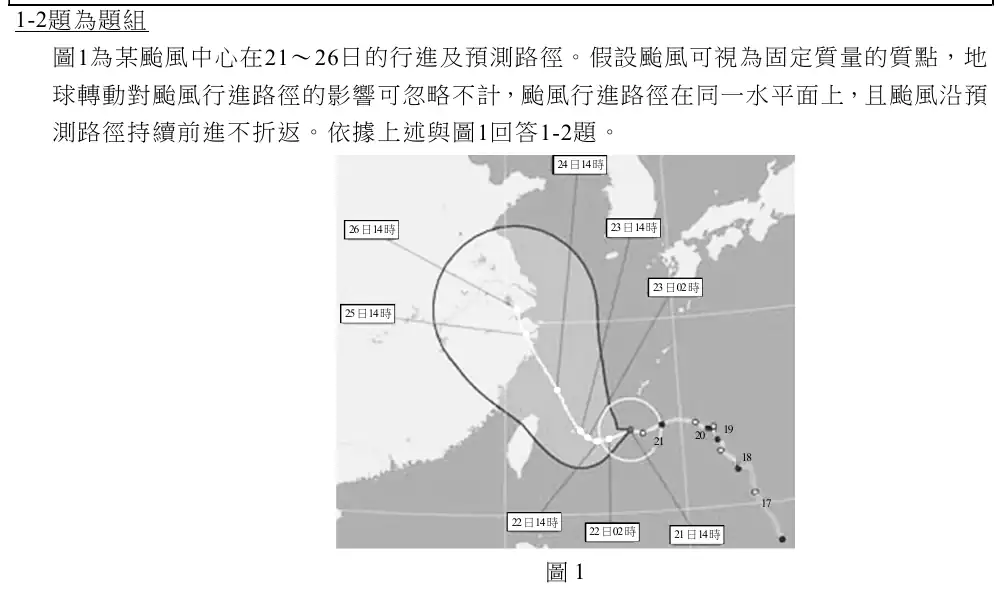 1-2題為題組
圖1為某颱風中心在21～26日的行進及預測路徑。假設颱風可視為固定質量的質點，地
球轉動對颱風行進路徑的影響可忽略不計，颱風行進路徑在同一水平面上，且颱風沿預
測路徑持續前進不折返。依據上述與圖1回答1-2題。
24日14時
26日14時
23日14時
23日02時
25日14時
19
20
21
18
17
22日14時
22日02時
21日14時
圖 1